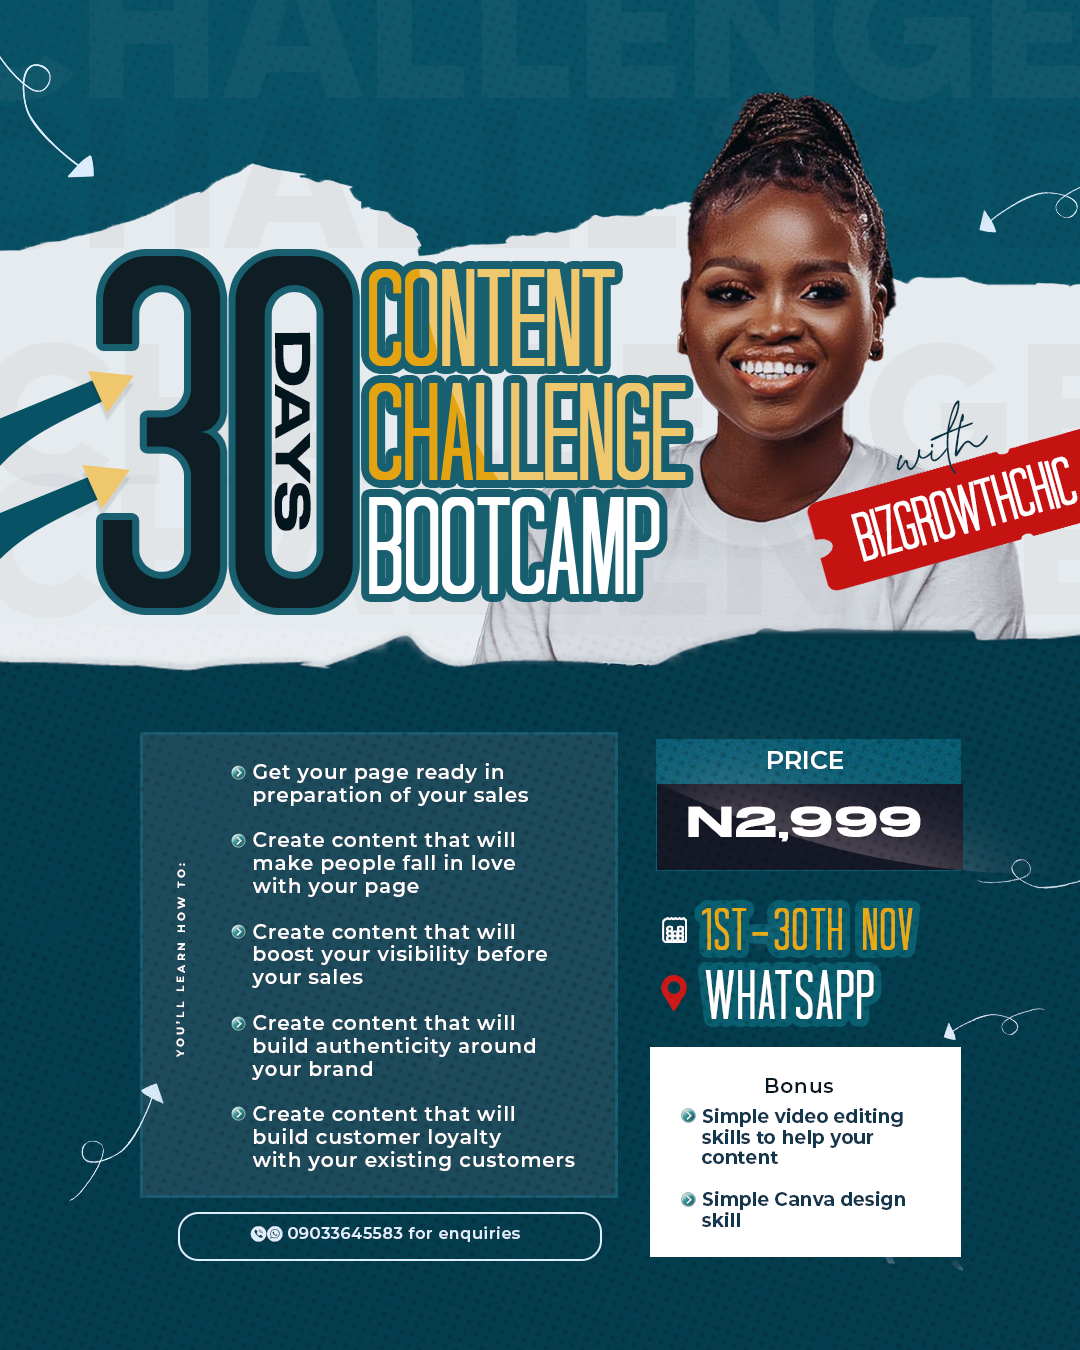 CHALLENGE
30
DAYS
CONTENT
CHALLENGE
BOOTCAMP
with
BIZGROWTHCHIC
YOU'LL LEARN HOW TO:
Get your page ready in
preparation of your sales
Create content that will
make people fall in love
with your page
Create content that will
boost your visibility before
your sales
Create content that will
build authenticity around
your brand
Create content that will
build customer loyalty
with your existing customers
09033645583 for enquiries
PRICE
N2,999
1ST-30TH NOV
WHATSAPP
Bonus
Simple video editing
skills to help your
content
Simple Canva design
skill